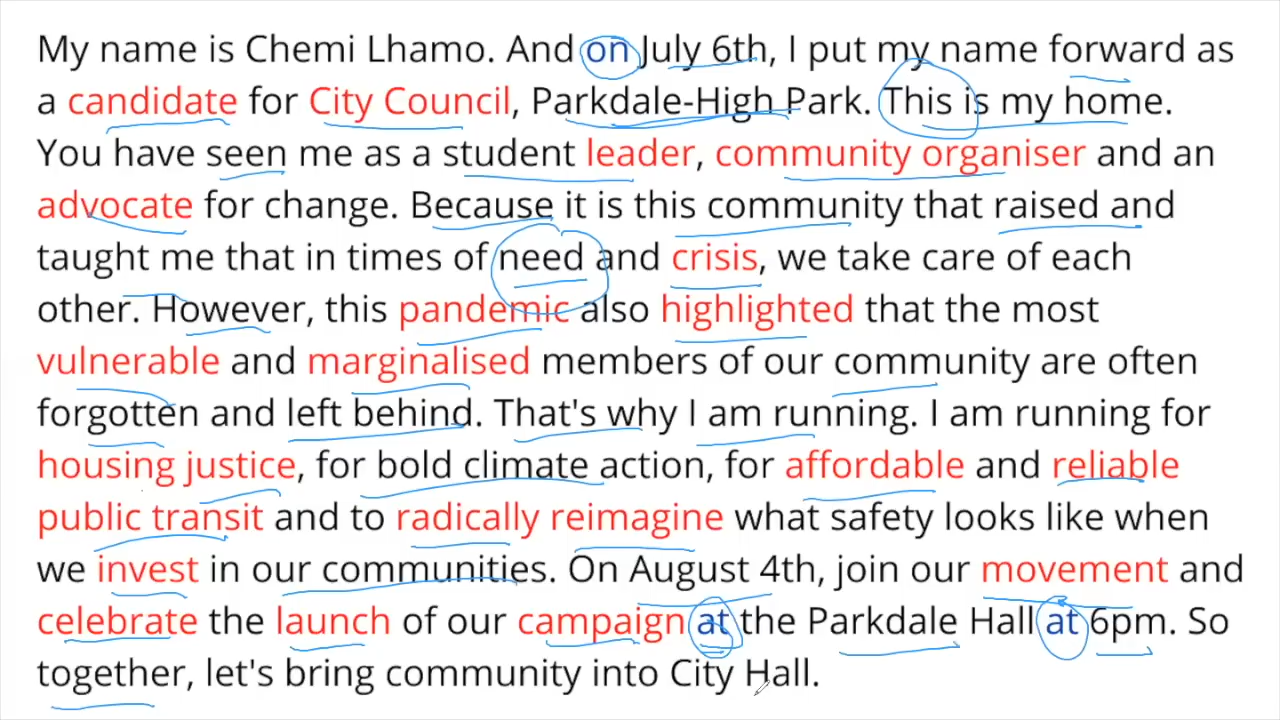 My name is Chemi Lhamo. And on July 6th, I put my name forward as
a candidate for City Council, Parkdale-High Park. This is my home.
You have seen me as a student leader, community organiser and an
advocate for change. Because it is this community that raised and
taught me that in times of need and crisis, we take care of each
other. However, this pandemic also highlighted that the most
vulnerable and marginalised members of our community are often
forgotten and left behind. That's why I am running. I am running for
housing justice, for bold climate action, for affordable and reliable
public transit and to radically reimagine what safety looks like when
we invest in our communities. On August 4th, join our movement and
celebrate the launch of our campaign at the Parkdale Hall at 6pm. So
together, let's bring community into City Hall.